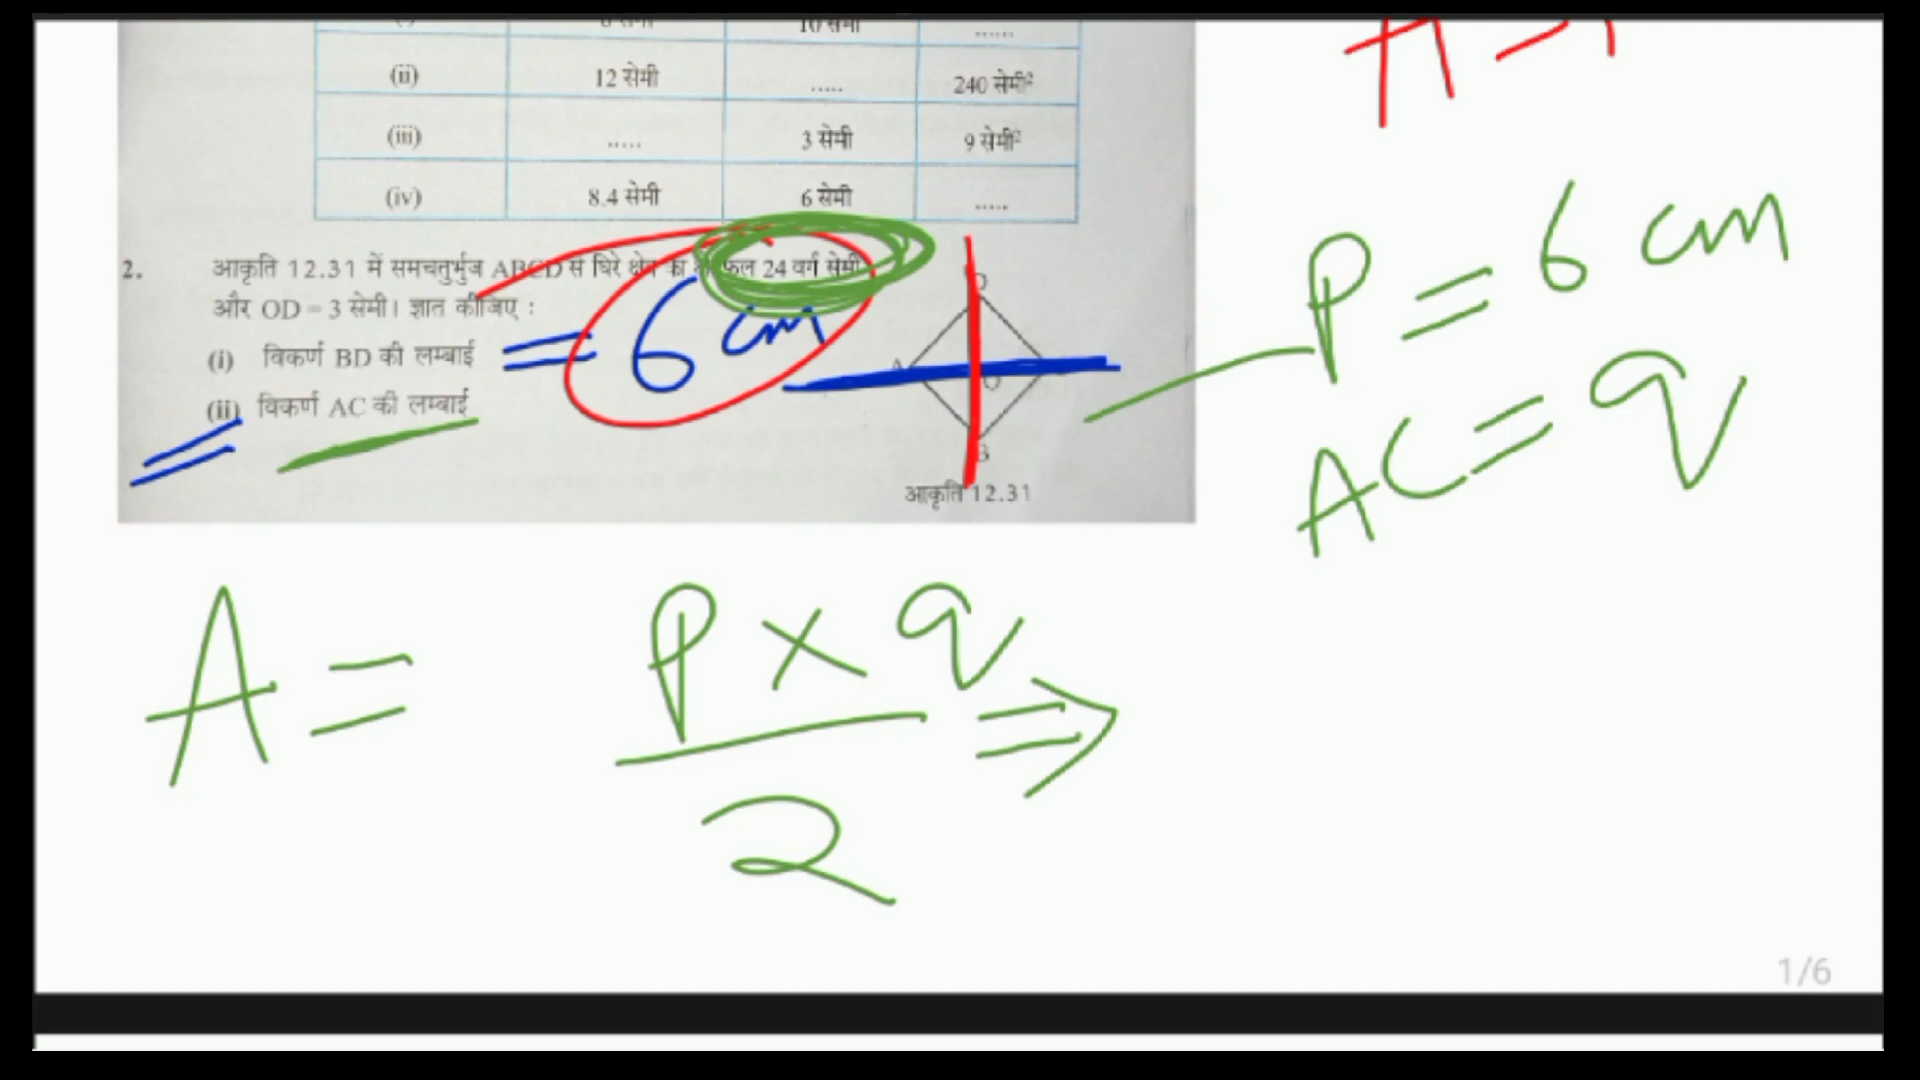 10 सेमी ......
(ii) 12 सेमी ..... 240 सेमी²
(iii) ..... 3 सेमी 9 सेमी²
(iv) 8.4 सेमी 6 सेमी .....
2. आकृति 12.31 में समचतुर्भुज ABCD से घिरे क्षेत्र का 24 वर्ग सेमी
और OD = 3 सेमी। ज्ञात कीजिए :
(i) विकर्ण BD की लम्बाई = 6 cm
(ii) विकर्ण AC की लम्बाई
D
A O
B
आकृति 12.31
P = 6 cm
AC = q
A = P × q ⇒
2
1/6